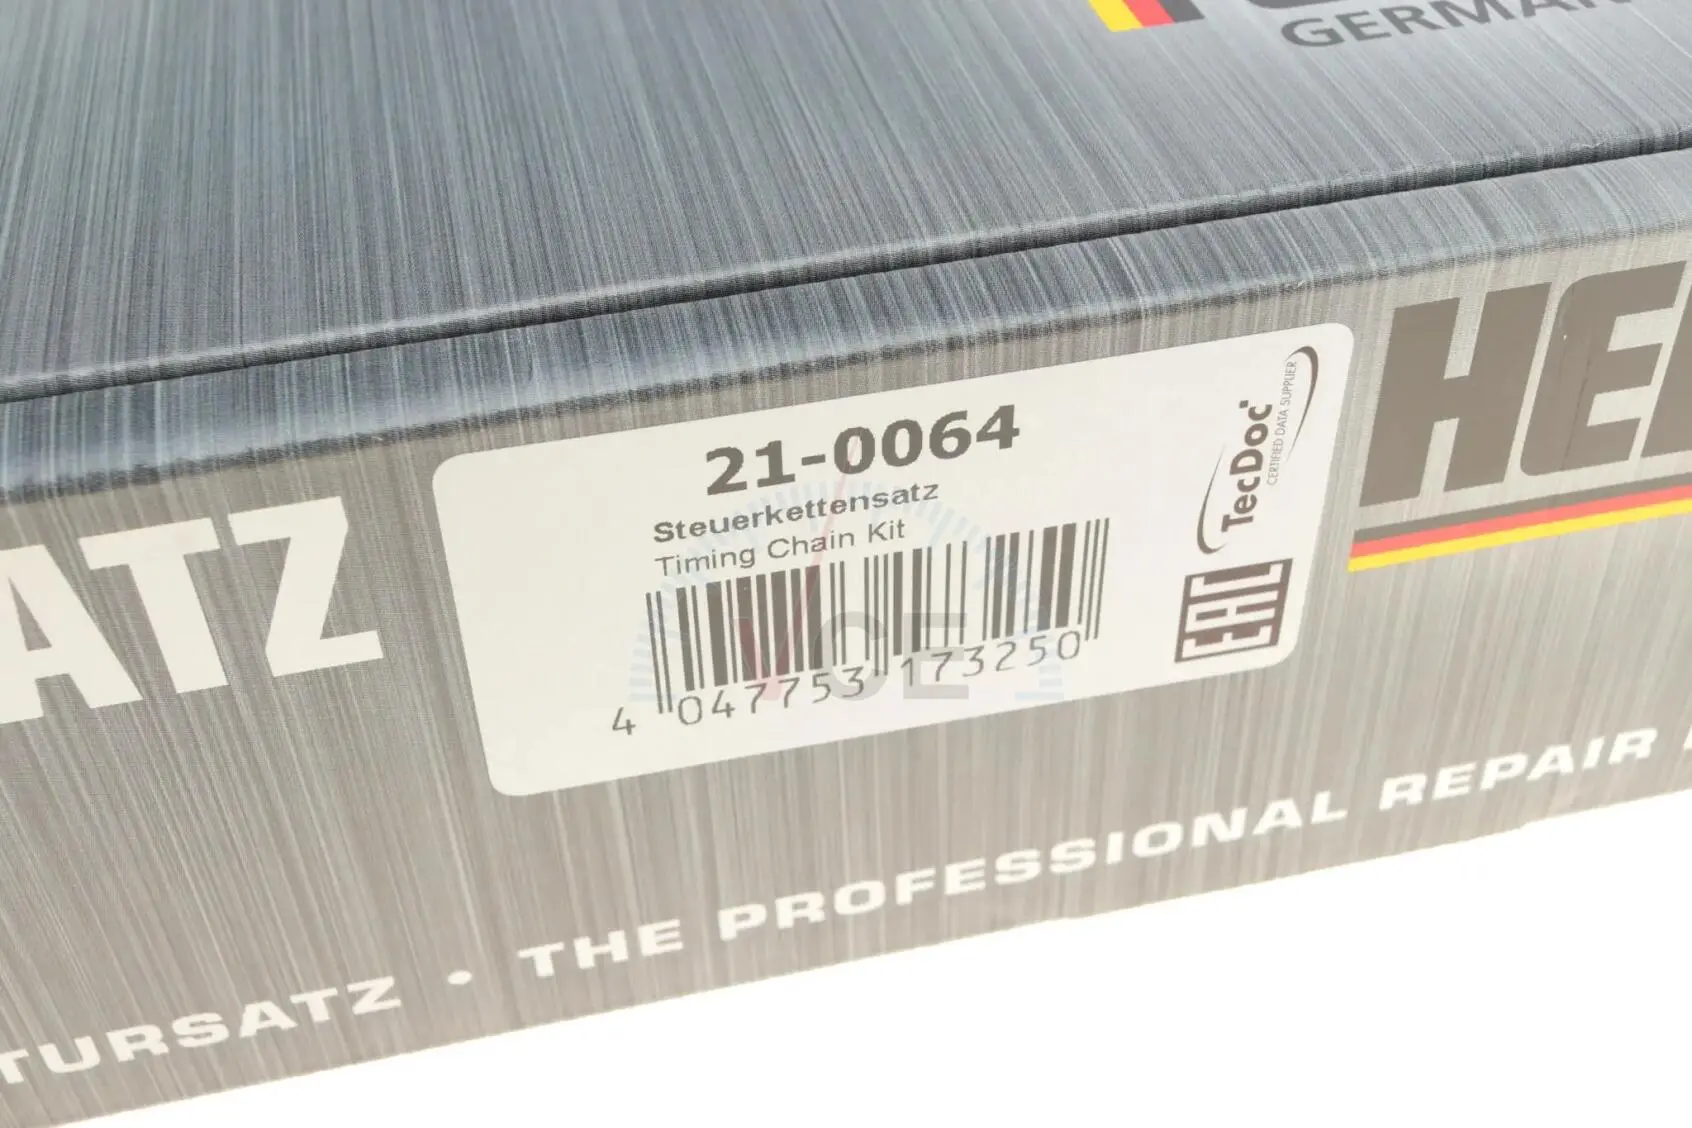 GERMAN
21-0064
Steuerkettensatz
Timing Chain Kit
4 047753 173250
TecDoc
CERTIFIED DATA SUPPLIER
EAC
HE
ATZ
TURSATZ • THE PROFESSIONAL REPAIR
VCE